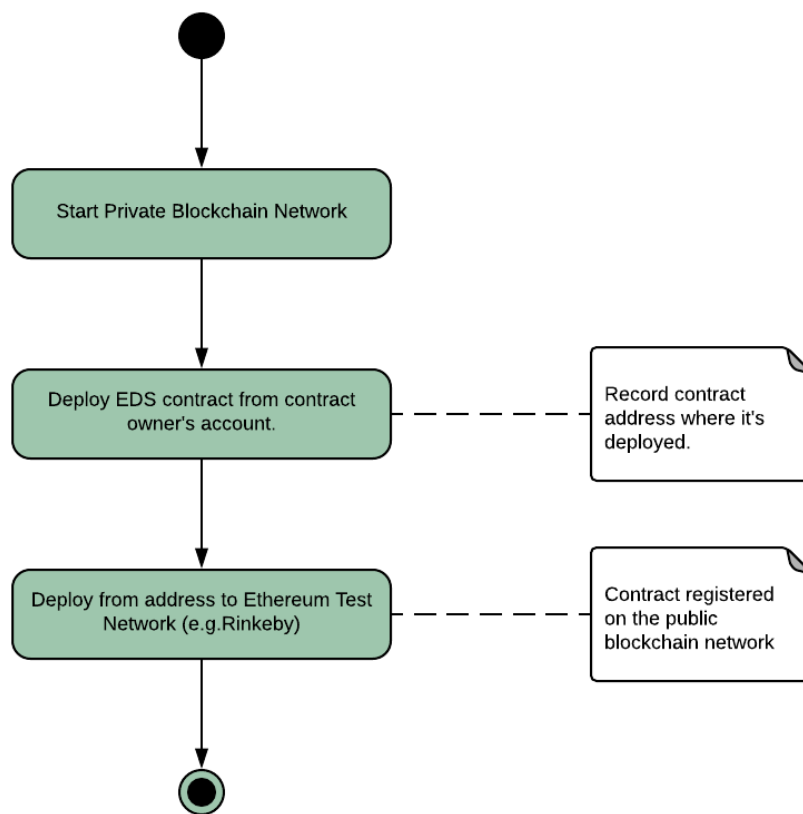 Start Private Blockchain Network
Deploy EDS contract from contract
owner's account.
Record contract
address where it's
deployed.
Deploy from address to Ethereum Test
Network (e.g.Rinkeby)
Contract registered
on the public
blockchain network